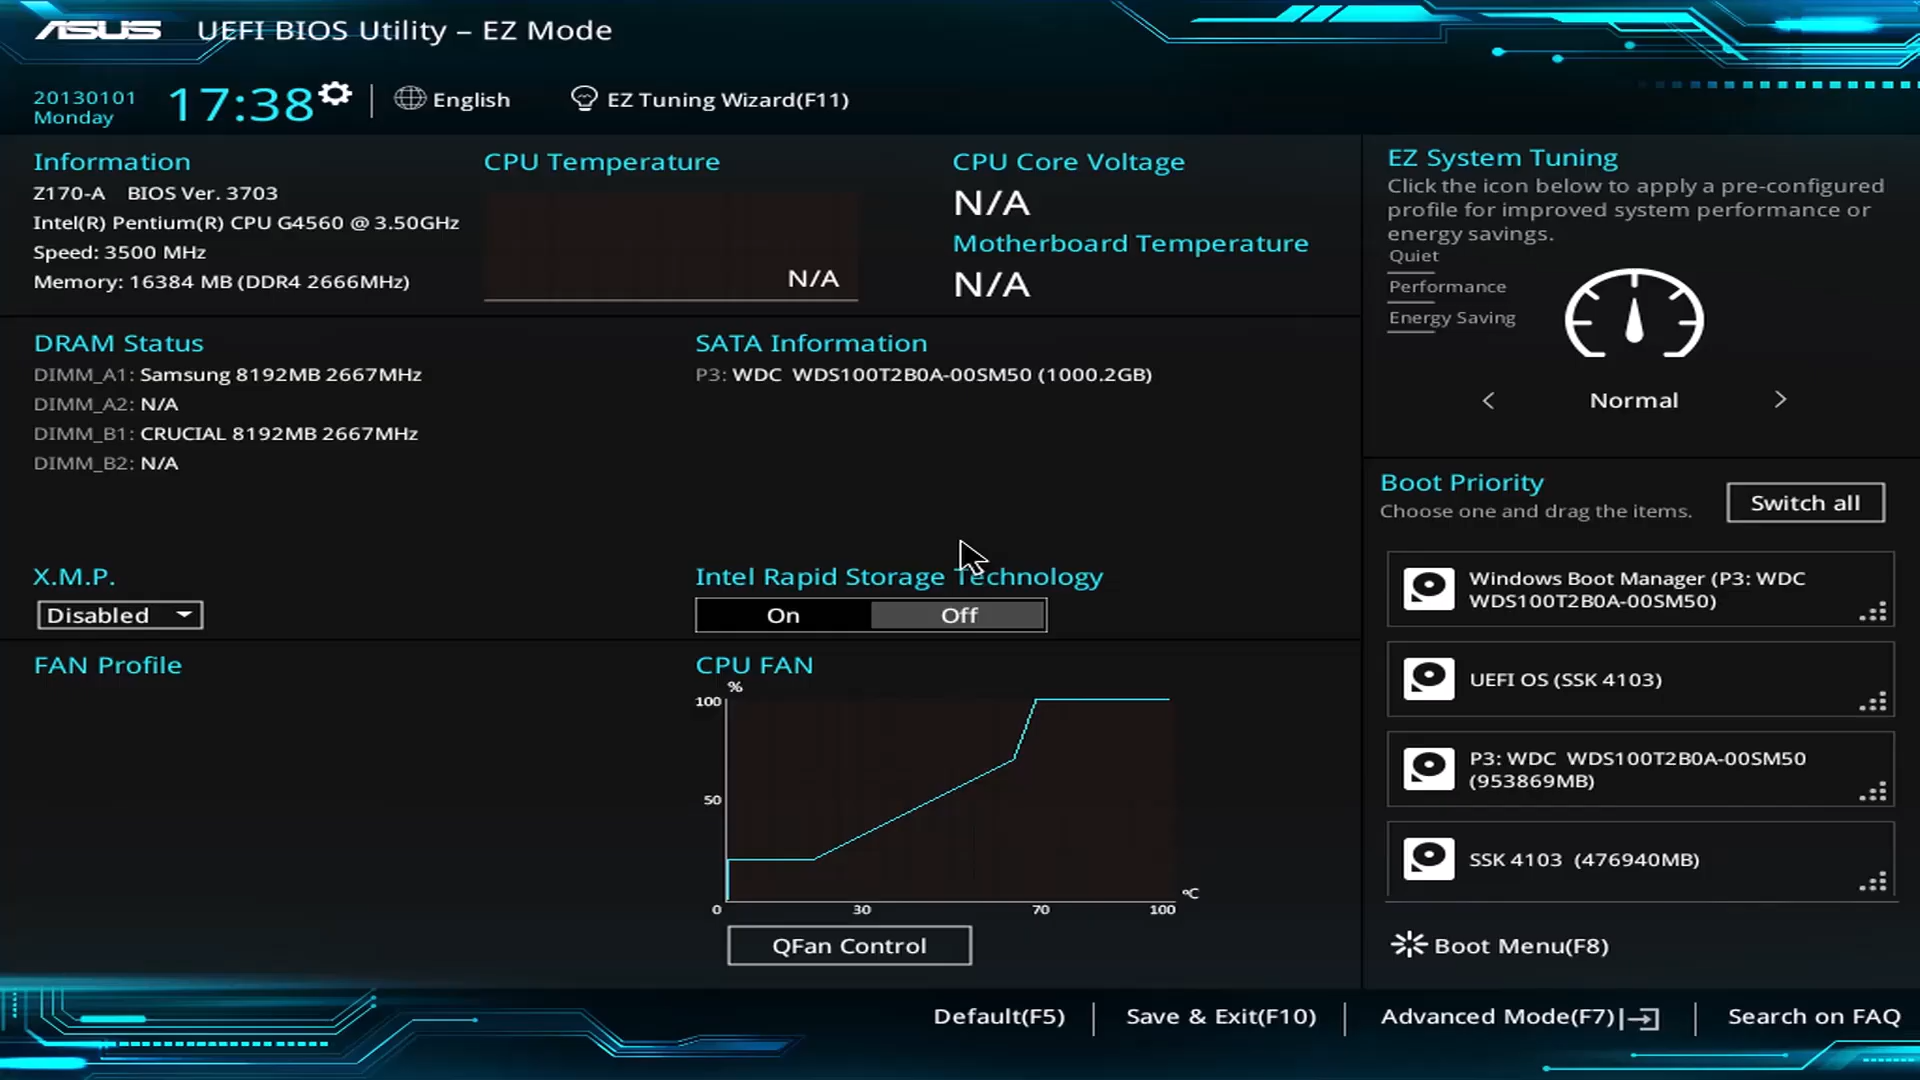 ASUS UEFI BIOS Utility – EZ Mode
20130101
Monday
17:38
English
EZ Tuning Wizard(F11)
Information
Z170-A BIOS Ver. 3703
Intel(R) Pentium(R) CPU G4560 @ 3.50GHz
Speed: 3500 MHz
Memory: 16384 MB (DDR4 2666MHz)
CPU Temperature
N/A
CPU Core Voltage
N/A
Motherboard Temperature
N/A
EZ System Tuning
Click the icon below to apply a pre-configured
profile for improved system performance or
energy savings.
Quiet
Performance
Energy Saving
Normal
DRAM Status
DIMM_A1: Samsung 8192MB 2667MHz
DIMM_A2: N/A
DIMM_B1: CRUCIAL 8192MB 2667MHz
DIMM_B2: N/A
SATA Information
P3: WDC WDS100T2B0A-00SM50 (1000.2GB)
X.M.P.
Disabled
Intel Rapid Storage Technology
On Off
FAN Profile
CPU FAN
%
100
50
0 30 70 100
°C
QFan Control
Boot Priority
Choose one and drag the items.
Switch all
Windows Boot Manager (P3: WDC
WDS100T2B0A-00SM50)
UEFI OS (SSK 4103)
P3: WDC WDS100T2B0A-00SM50
(953869MB)
SSK 4103 (476940MB)
Boot Menu(F8)
Default(F5)
Save & Exit(F10)
Advanced Mode(F7)
Search on FAQ